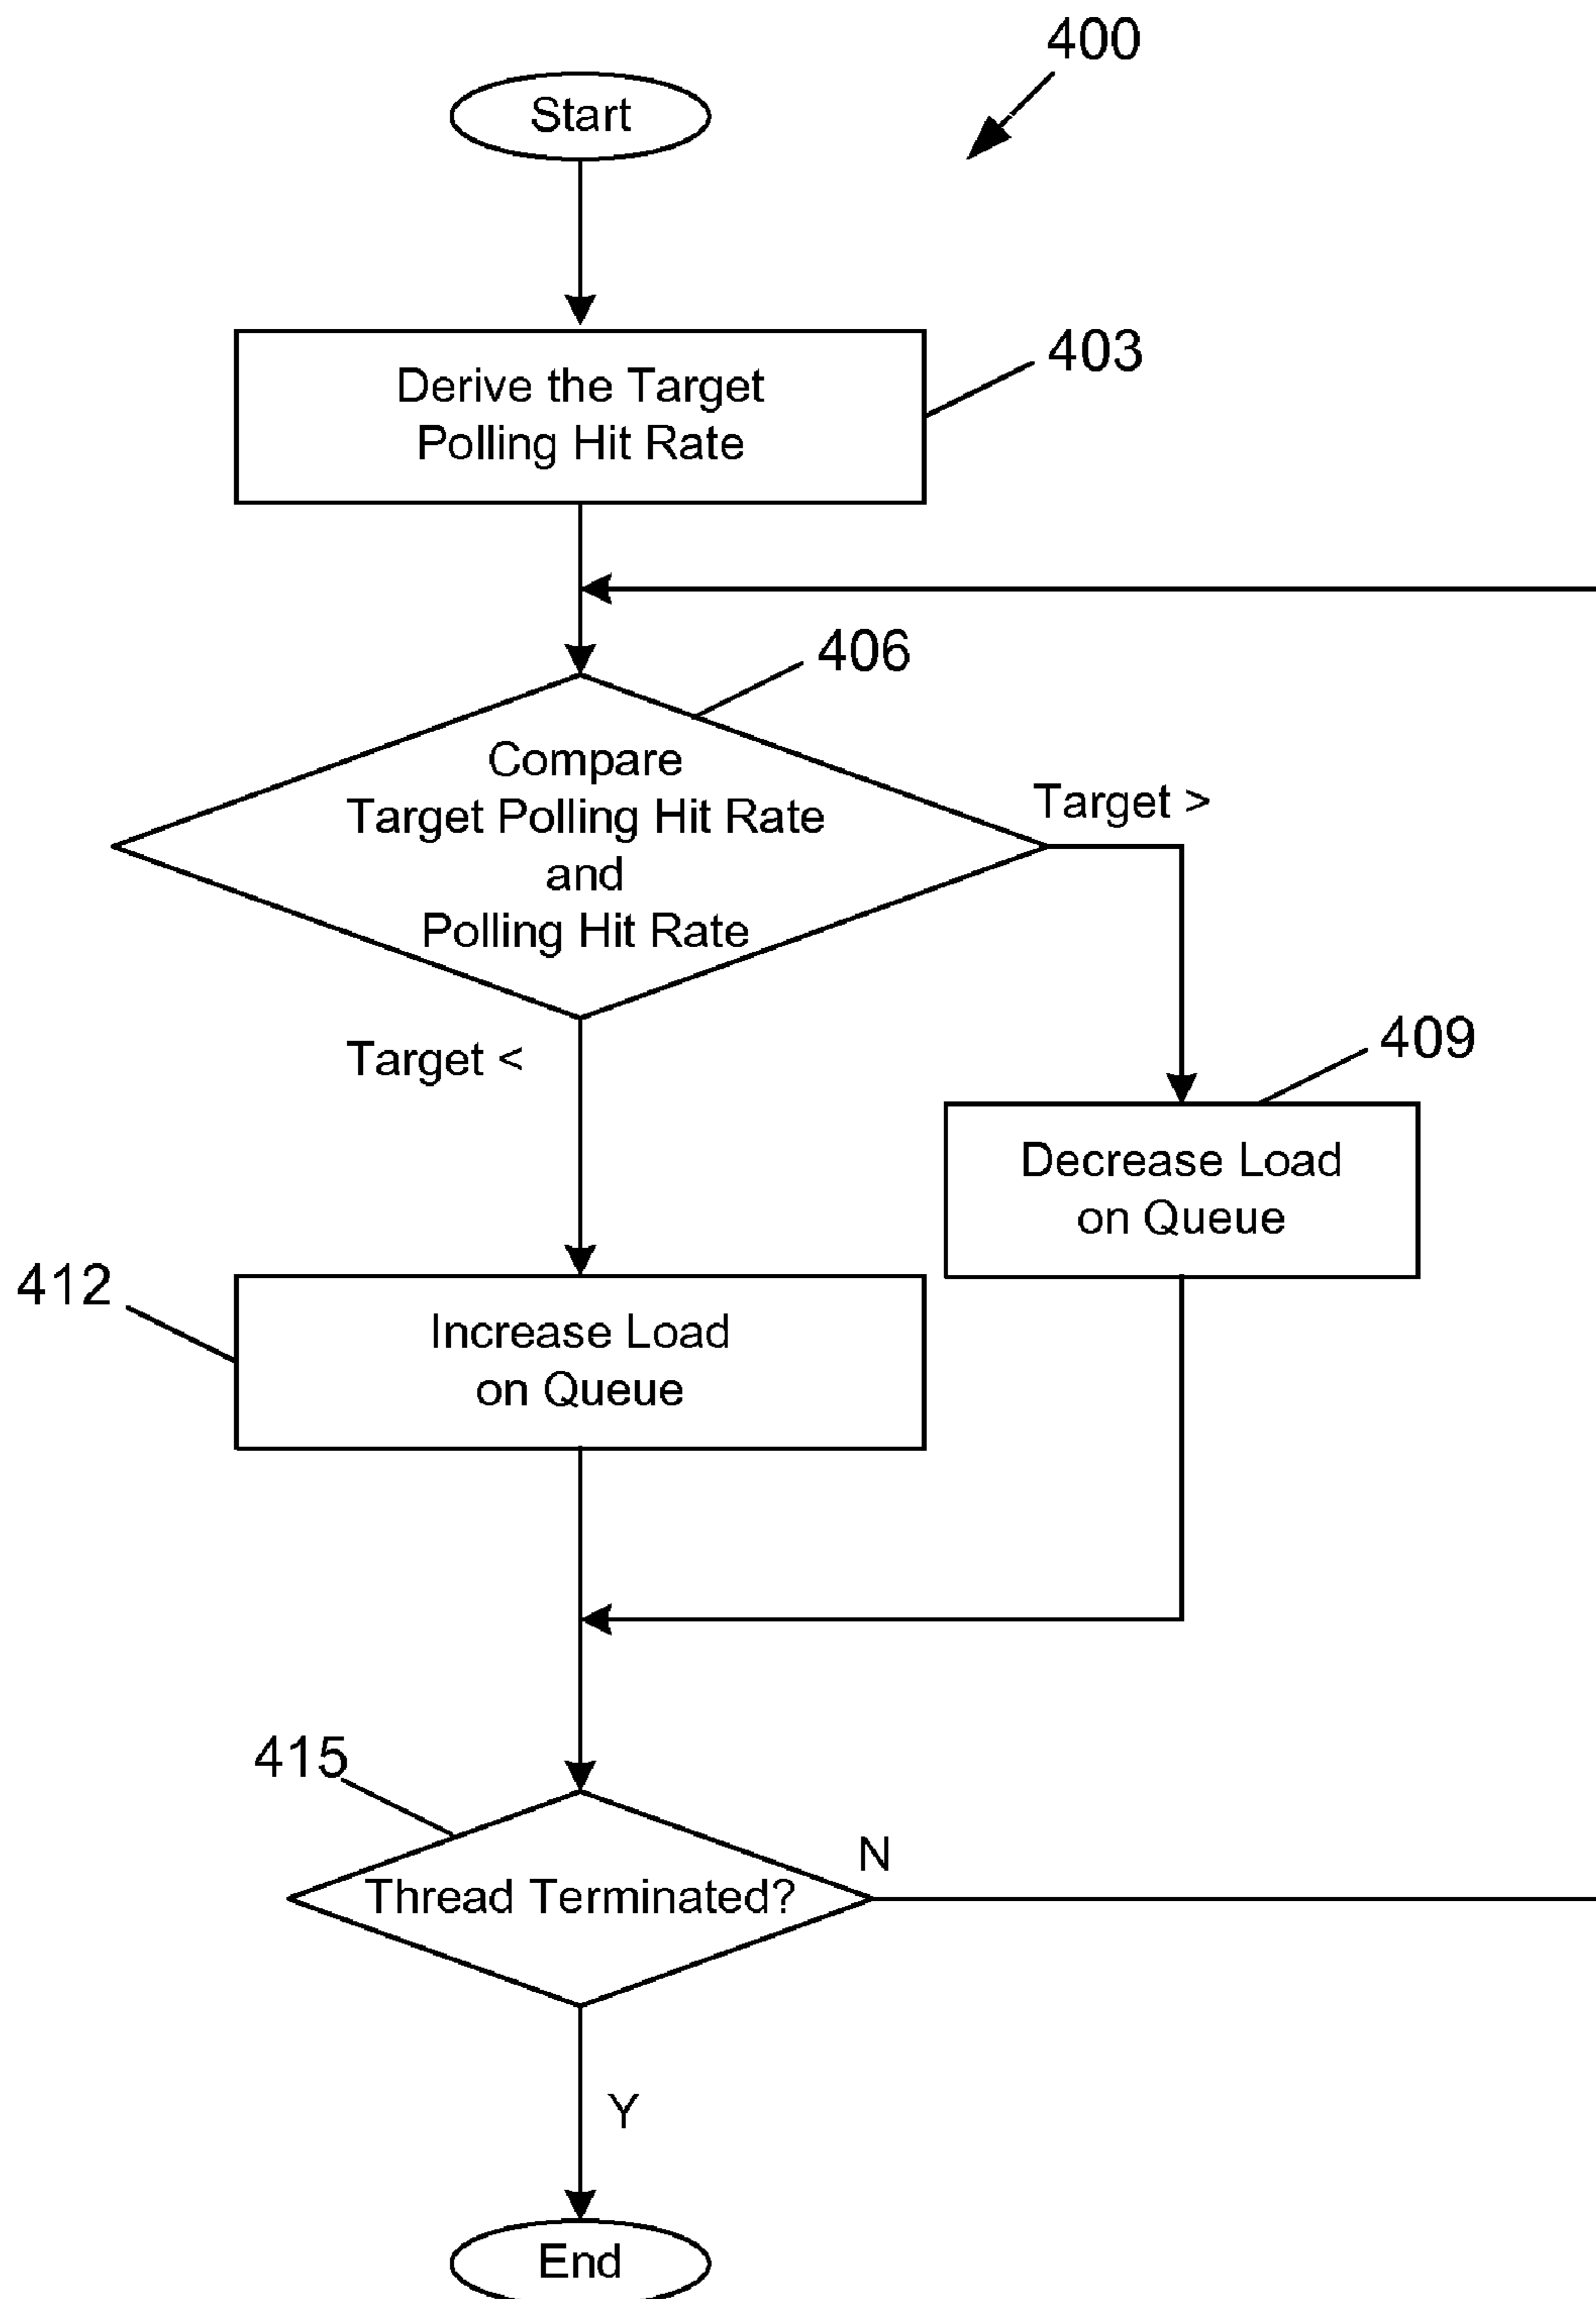 400
Start
403
Derive the Target
Polling Hit Rate
406
Compare
Target Polling Hit Rate
and
Polling Hit Rate
Target >
Target <
409
Decrease Load
on Queue
412
Increase Load
on Queue
415
Thread Terminated?
N
Y
End